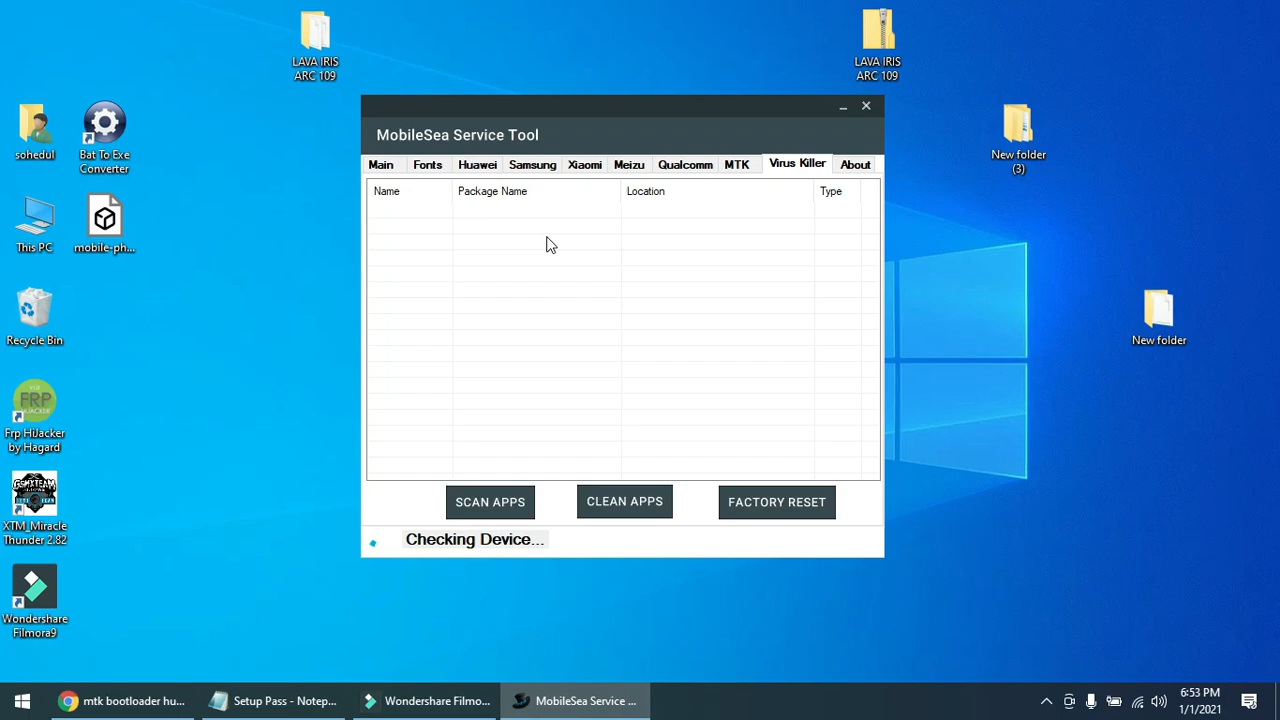 LAVA IRIS
ARC 109
LAVA IRIS
ARC 109
sohedul
Bat To Exe
Converter
New folder
(3)
This PC
mobile-ph...
Recycle Bin
New folder
FRP
HIJACKER
Frp HiJacker
by Hagard
GSMXTEAM
XTM_Miracle
Thunder 2.82
Wondershare
Filmora9
MobileSea Service Tool
Main
Fonts
Huawei
Samsung
Xiaomi
Meizu
Qualcomm
MTK
Virus Killer
About
Name
Package Name
Location
Type
SCAN APPS
CLEAN APPS
FACTORY RESET
Checking Device...
mtk bootloader hu...
Setup Pass - Notep...
Wondershare Filmo...
MobileSea Service ...
6:53 PM
1/1/2021